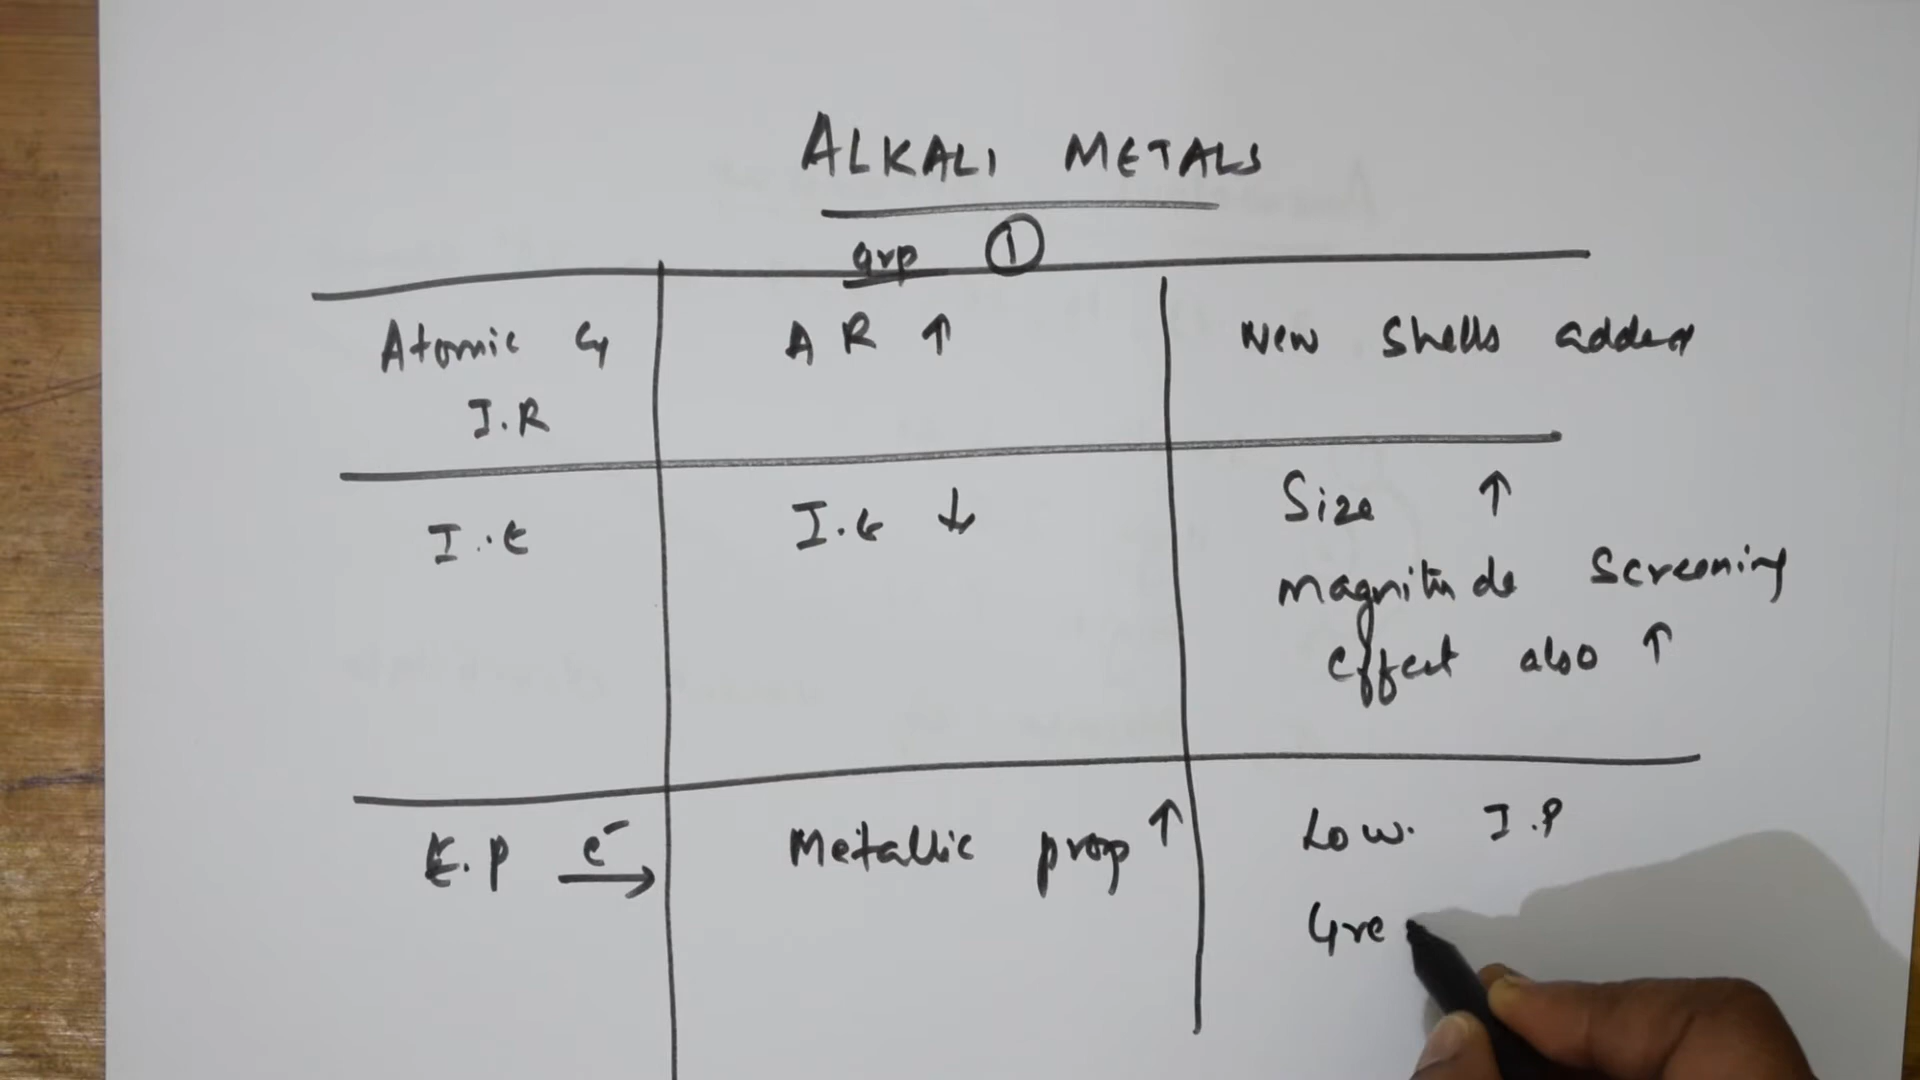 ALKALI METALS
grp ①
Atomic & I.R
A R ↑
New shells added
I.E
I.E ↓
Size ↑
magnitude screening
effect also ↑
E.P e⁻ →
Metallic prop ↑
Low. I.P
Gre